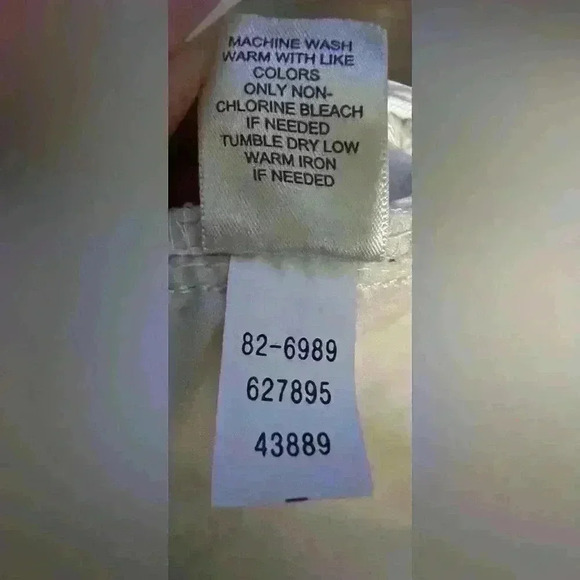 MACHINE WASH
WARM WITH LIKE
COLORS
ONLY NON-
CHLORINE BLEACH
IF NEEDED
TUMBLE DRY LOW
WARM IRON
IF NEEDED
82-6989
627895
43889